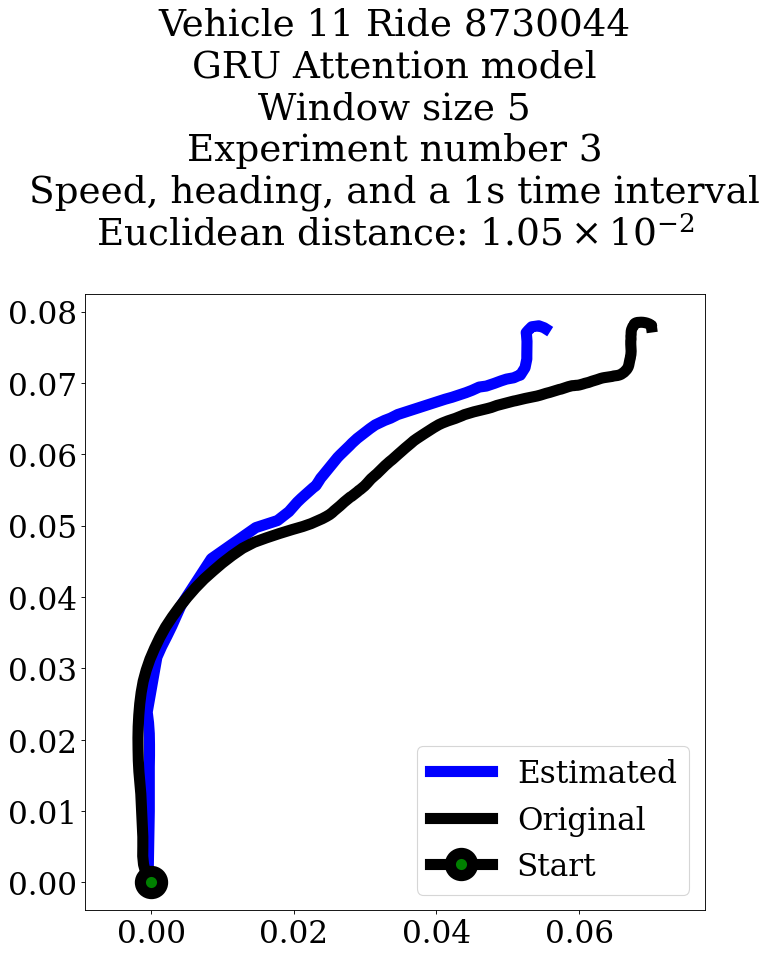 Vehicle 11 Ride 8730044
GRU Attention model
Window size 5
Experiment number 3
Speed, heading, and a 1s time interval
Euclidean distance: 1.05 × 10⁻²
0.08
0.07
0.06
0.05
0.04
0.03
0.02
0.01
0.00
Estimated
Original
Start
0.00 0.02 0.04 0.06